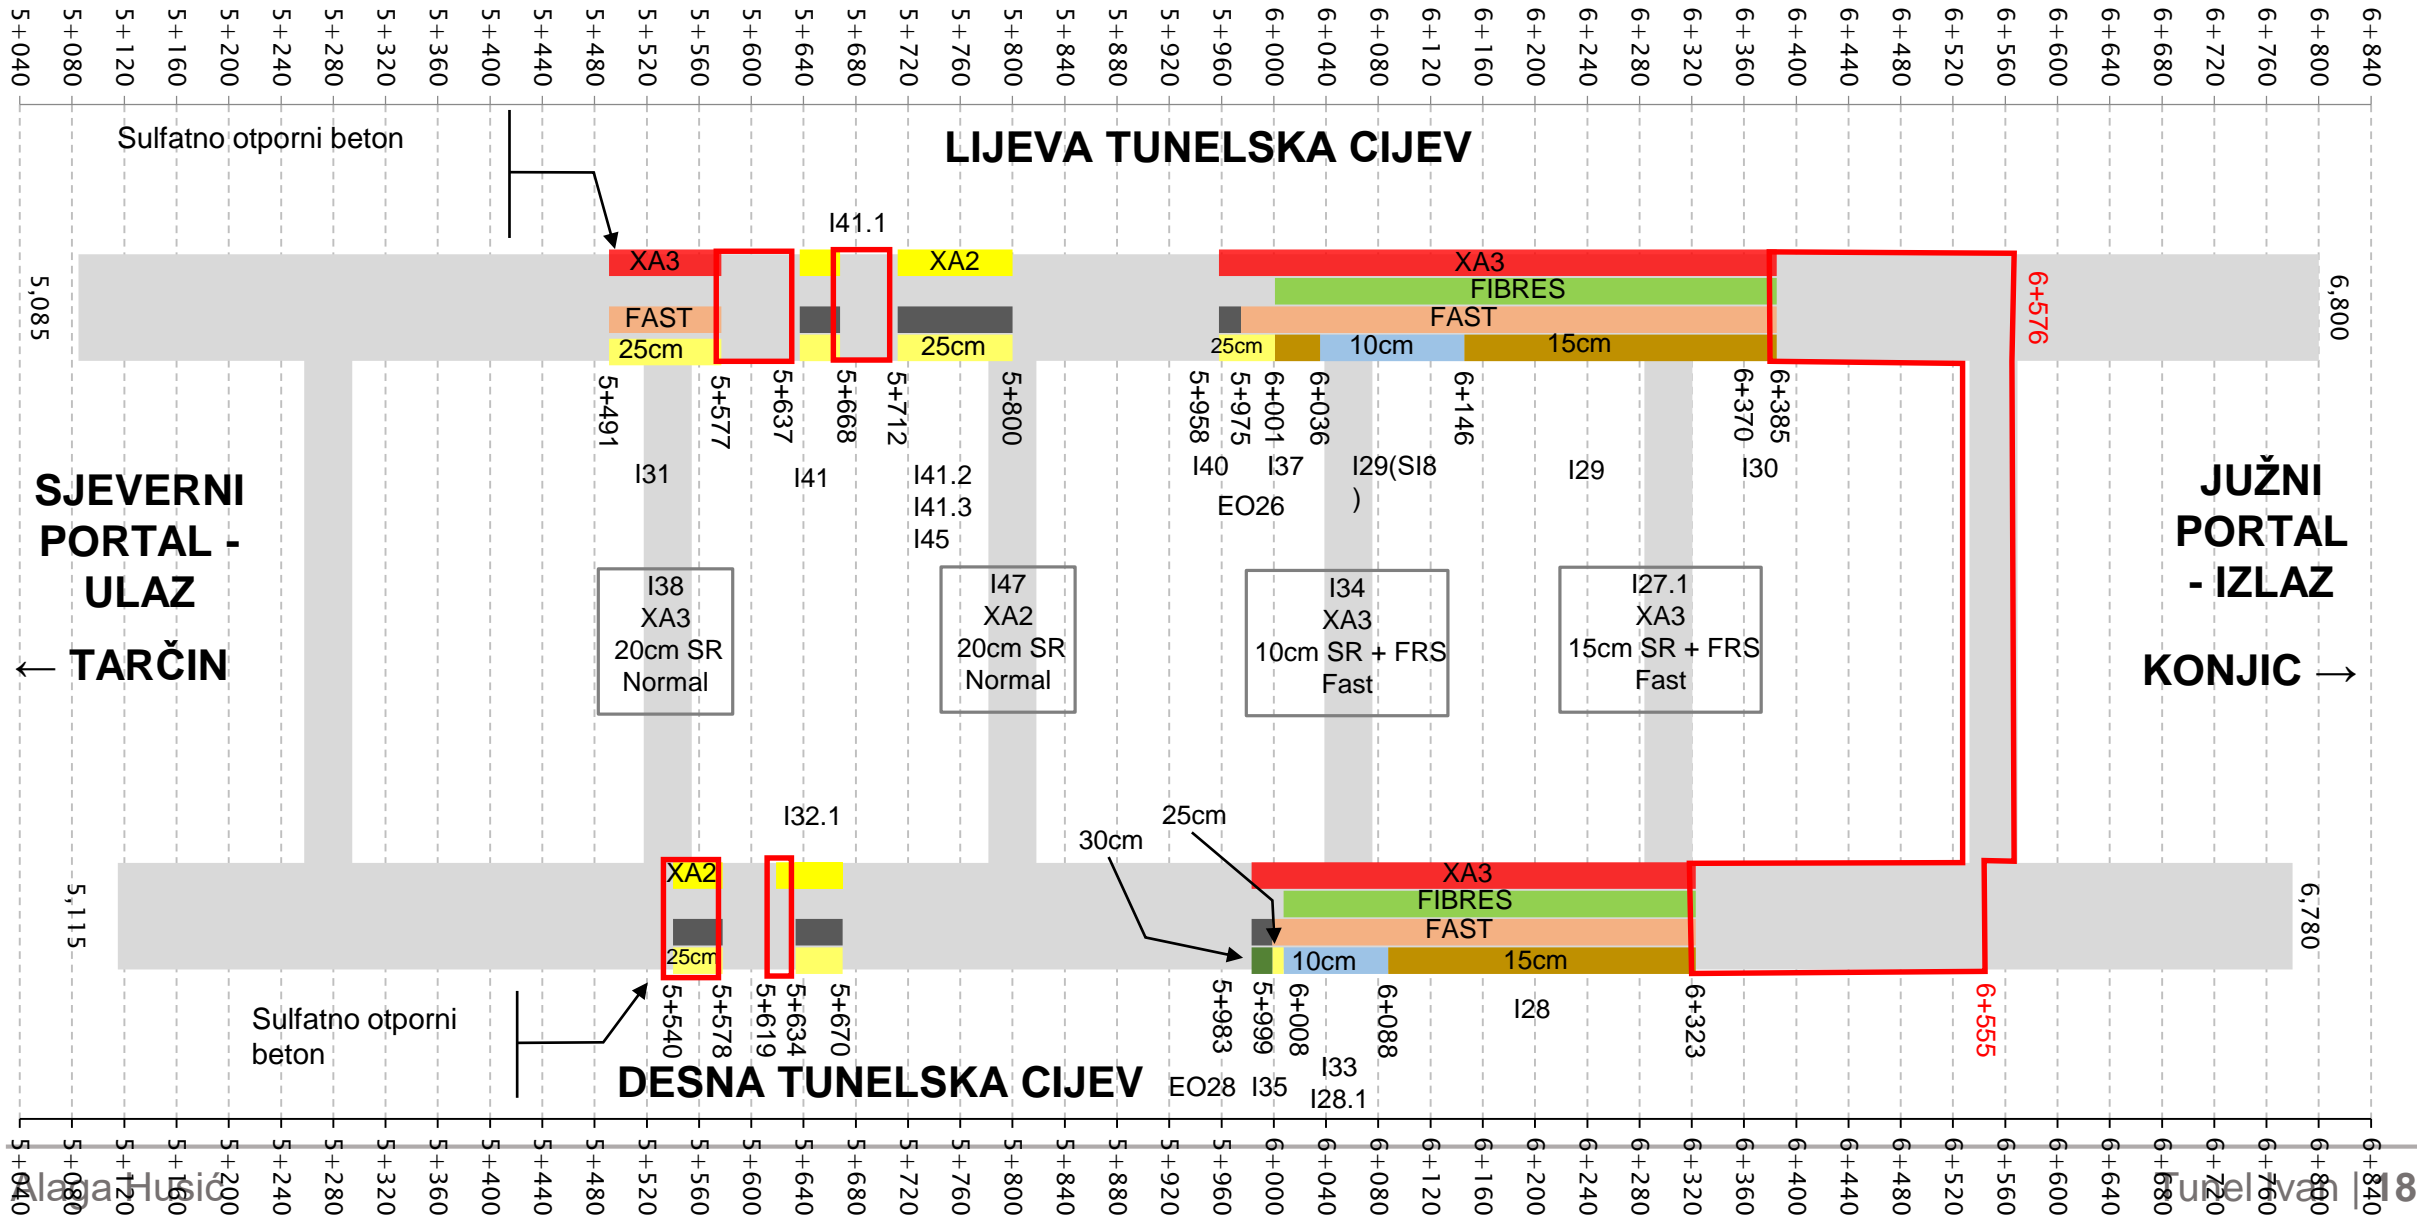 5+040 5+080 5+120 5+160 5+200 5+240 5+280 5+320 5+360 5+400 5+440 5+480 5+520 5+560 5+600 5+640 5+680 5+720 5+760 5+800 5+840 5+880 5+920 5+960 6+000 6+040 6+080 6+120 6+160 6+200 6+240 6+280 6+320 6+360 6+400 6+440 6+480 6+520 6+560 6+600 6+640 6+680 6+720 6+760 6+800 6+840
Sulfatno otporni beton
LIJEVA TUNELSKA CIJEV
I41.1
XA3 XA2 XA3
FIBRES
FAST FAST
25cm 25cm 25cm 10cm 15cm
5,085
6+576
6,800
5+491 5+577 5+637 5+668 5+712 5+800 5+958 5+975 6+001 6+036 6+146 6+370 6+385
I31
I41
I41.2
I41.3
I45
I40
EO26
I37
I29(SI8
)
I29
I30
SJEVERNI
PORTAL -
ULAZ
← TARČIN
I38
XA3
20cm SR
Normal
I47
XA2
20cm SR
Normal
I34
XA3
10cm SR + FRS
Fast
I27.1
XA3
15cm SR + FRS
Fast
JUŽNI
PORTAL
- IZLAZ
KONJIC →
I32.1
30cm
25cm
XA2 XA3
FIBRES
FAST
25cm 10cm 15cm
5,115
6,780
5+540 5+578 5+619 5+634 5+670 5+983 5+999 6+008 6+088 6+323
6+555
Sulfatno otporni
beton
I28
I33
I28.1
EO28 I35
DESNA TUNELSKA CIJEV
5+040 5+080 5+120 5+160 5+200 5+240 5+280 5+320 5+360 5+400 5+440 5+480 5+520 5+560 5+600 5+640 5+680 5+720 5+760 5+800 5+840 5+880 5+920 5+960 6+000 6+040 6+080 6+120 6+160 6+200 6+240 6+280 6+320 6+360 6+400 6+440 6+480 6+520 6+560 6+600 6+640 6+680 6+720 6+760 6+800 6+840
Alaga Husić
Tunel Ivan | 18